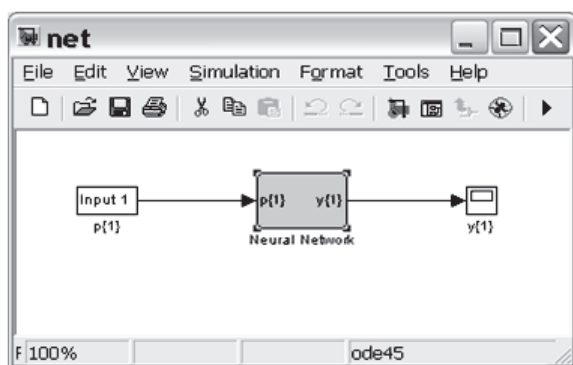 net
File Edit View Simulation Format Tools Help
Input 1
p{1}
p{1} y{1}
Neural Network
y{1}
F 100% ode45